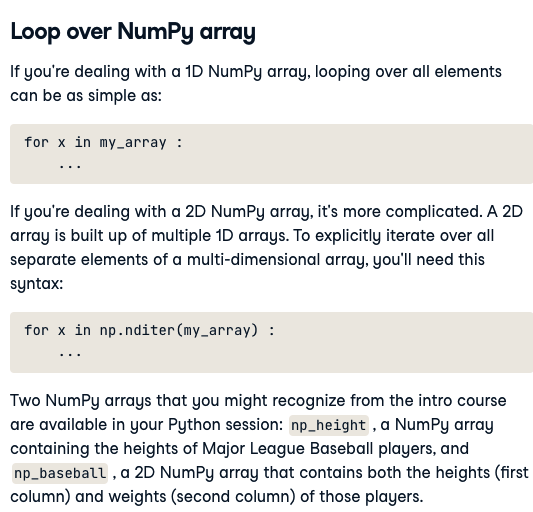 Loop over NumPy array
If you're dealing with a 1D NumPy array, looping over all elements
can be as simple as:
for x in my_array :
    ...
If you're dealing with a 2D NumPy array, it's more complicated. A 2D
array is built up of multiple 1D arrays. To explicitly iterate over all
separate elements of a multi-dimensional array, you'll need this
syntax:
for x in np.nditer(my_array) :
    ...
Two NumPy arrays that you might recognize from the intro course
are available in your Python session: np_height , a NumPy array
containing the heights of Major League Baseball players, and
np_baseball , a 2D NumPy array that contains both the heights (first
column) and weights (second column) of those players.